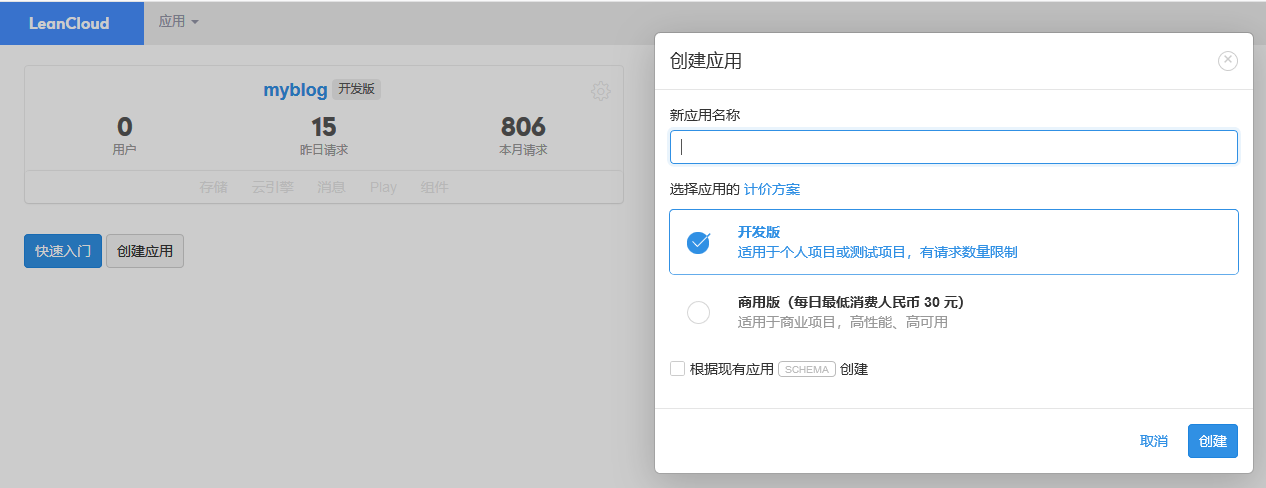 LeanCloud
应用
myblog 开发版
0
用户
15
昨日请求
806
本月请求
存储 云引擎 消息 Play 组件
快速入门 创建应用
创建应用
新应用名称
选择应用的 计价方案
开发版
适用于个人项目或测试项目，有请求数量限制
商用版（每日最低消费人民币 30 元）
适用于商业项目，高性能、高可用
根据现有应用 SCHEMA 创建
取消 创建